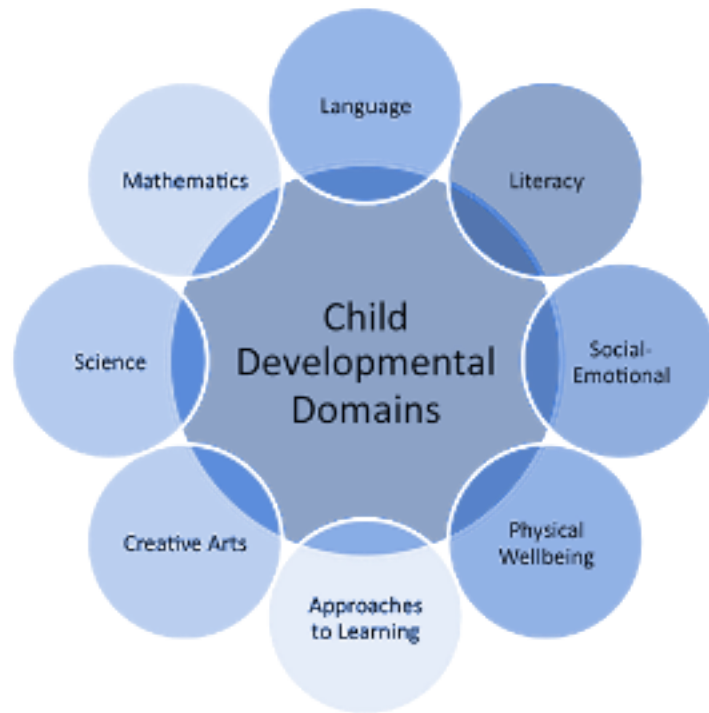 Language
Literacy
Social-
Emotional
Physical
Wellbeing
Approaches
to Learning
Creative Arts
Science
Mathematics
Child
Developmental
Domains